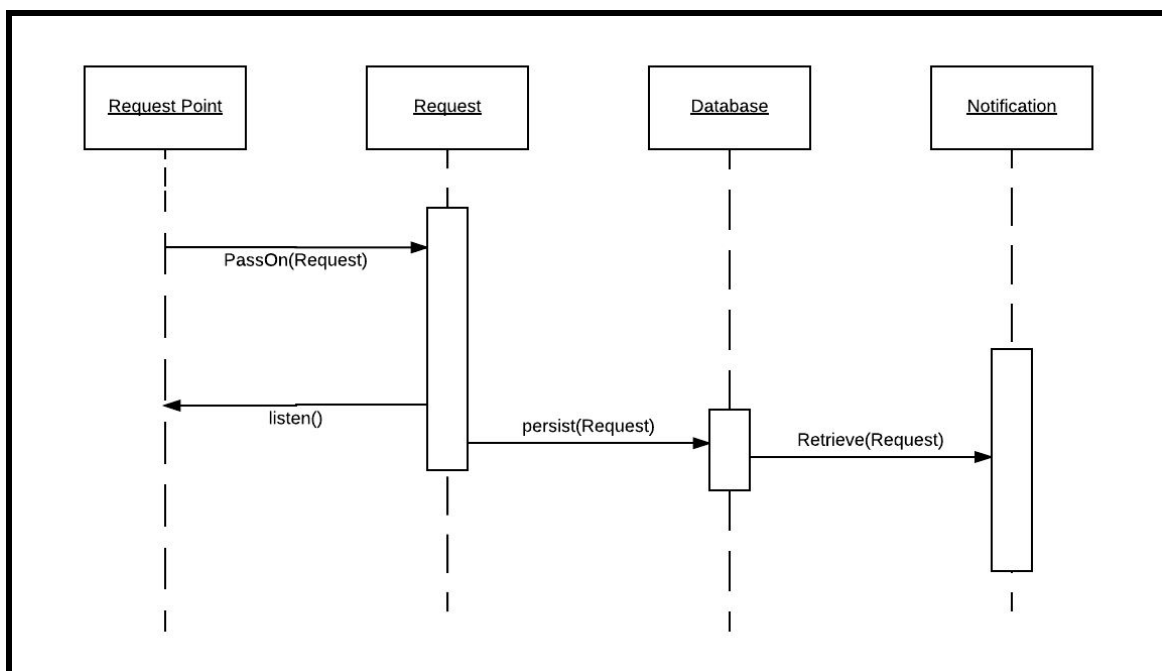 Request Point
Request
Database
Notification
PassOn(Request)
listen()
persist(Request)
Retrieve(Request)